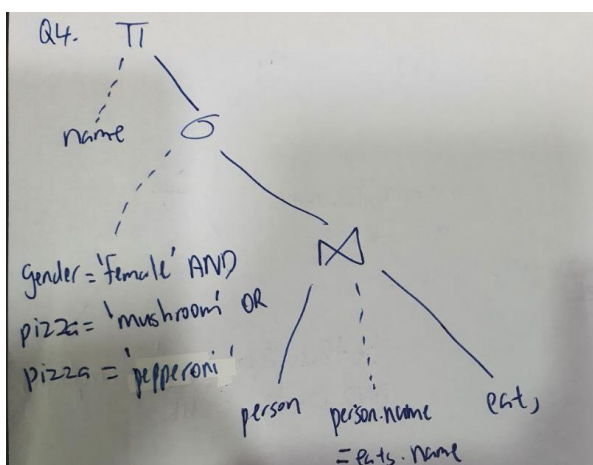 Q4. π
name
σ
gender = 'female' AND
pizza = 'mushroom' OR
pizza = 'pepperoni'
⋈
person
person.name
= eats.name
eats